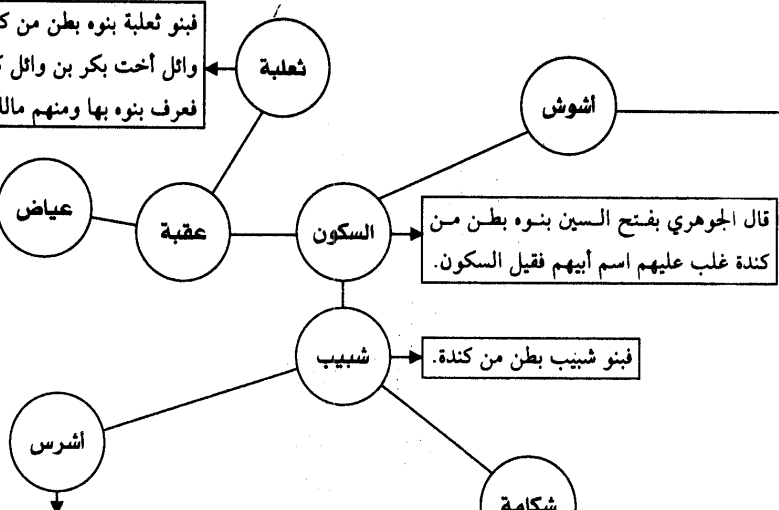 فبنو ثعلبة بنوه بطن من
وائل أخت بكر بن وائل
فعرف بنوه بها ومنهم
ثعلبة
أشوش
عياض
عقبة
السكون
قال الجوهري بفتح السين بنوه بطن من
كندة غلب عليهم اسم أبيهم فقيل السكون.
شبيب
فبنو شبيب بطن من كندة.
أشرس
شكامة